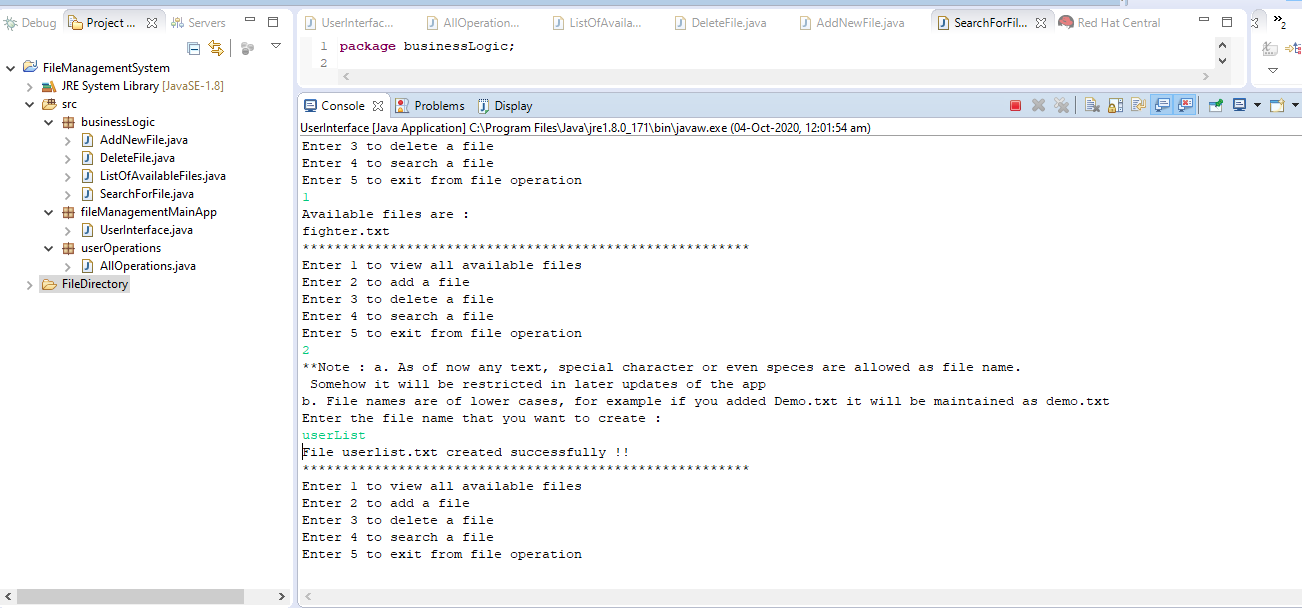 Debug
Project ...
Servers
FileManagementSystem
JRE System Library [JavaSE-1.8]
src
businessLogic
AddNewFile.java
DeleteFile.java
ListOfAvailableFiles.java
SearchForFile.java
fileManagementMainApp
UserInterface.java
userOperations
AllOperations.java
FileDirectory
UserInterfac...
AllOperation...
ListOfAvaila...
DeleteFile.java
AddNewFile.java
SearchForFil...
Red Hat Central
1 package businessLogic;
2
Console
Problems
Display
UserInterface [Java Application] C:\Program Files\Java\jre1.8.0_171\bin\javaw.exe (04-Oct-2020, 12:01:54 am)
Enter 3 to delete a file
Enter 4 to search a file
Enter 5 to exit from file operation
1
Available files are :
fighter.txt
********************************************************
Enter 1 to view all available files
Enter 2 to add a file
Enter 3 to delete a file
Enter 4 to search a file
Enter 5 to exit from file operation
2
**Note : a. As of now any text, special character or even speces are allowed as file name.
Somehow it will be restricted in later updates of the app
b. File names are of lower cases, for example if you added Demo.txt it will be maintained as demo.txt
Enter the file name that you want to create :
userList
File userlist.txt created successfully !!
********************************************************
Enter 1 to view all available files
Enter 2 to add a file
Enter 3 to delete a file
Enter 4 to search a file
Enter 5 to exit from file operation